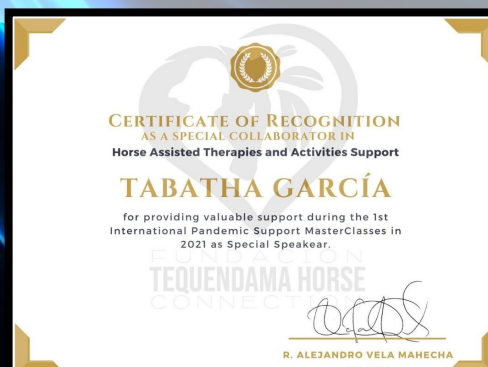 CERTIFICATE OF RECOGNITION
AS A SPECIAL COLLABORATOR IN
Horse Assisted Therapies and Activities Support
TABATHA GARCÍA
for providing valuable support during the 1st
International Pandemic Support MasterClasses in
2021 as Special Speakear.
FUNDACIÓN
TEQUENDAMA HORSE
CONNECTION
R. ALEJANDRO VELA MAHECHA